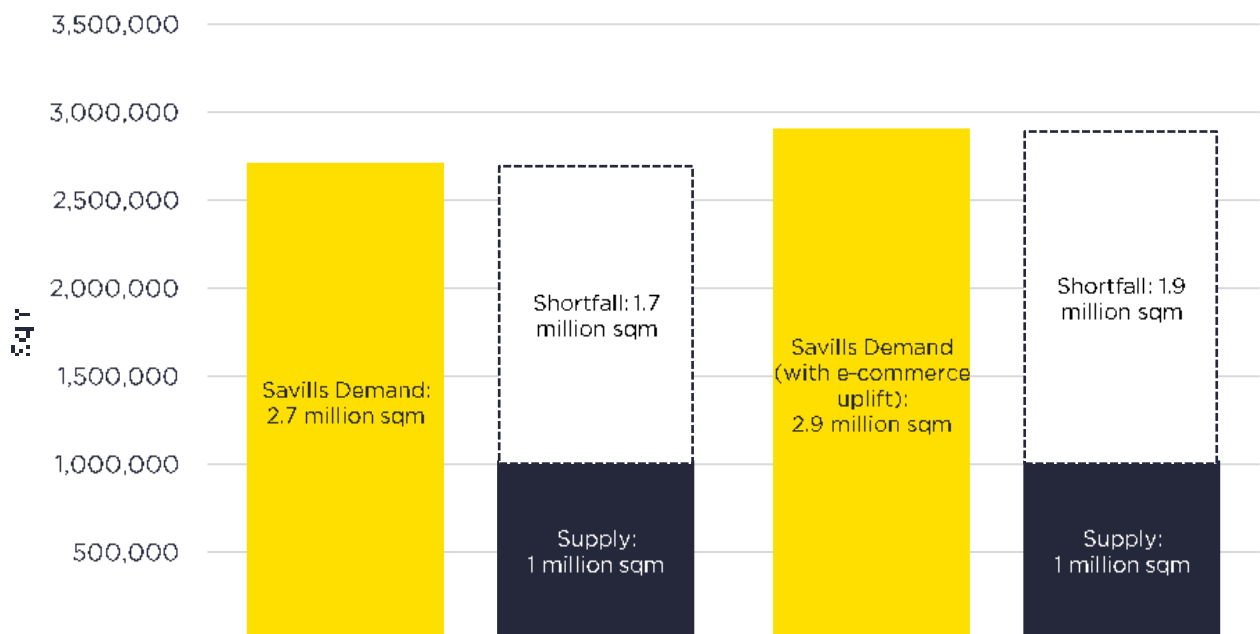 3,500,000
3,000,000
2,500,000
2,000,000
1,500,000
1,000,000
500,000
Savills Demand:
2.7 million sqm
Shortfall: 1.7
million sqm
Supply:
1 million sqm
Savills Demand
(with e-commerce
uplift):
2.9 million sqm
Shortfall: 1.9
million sqm
Supply:
1 million sqm